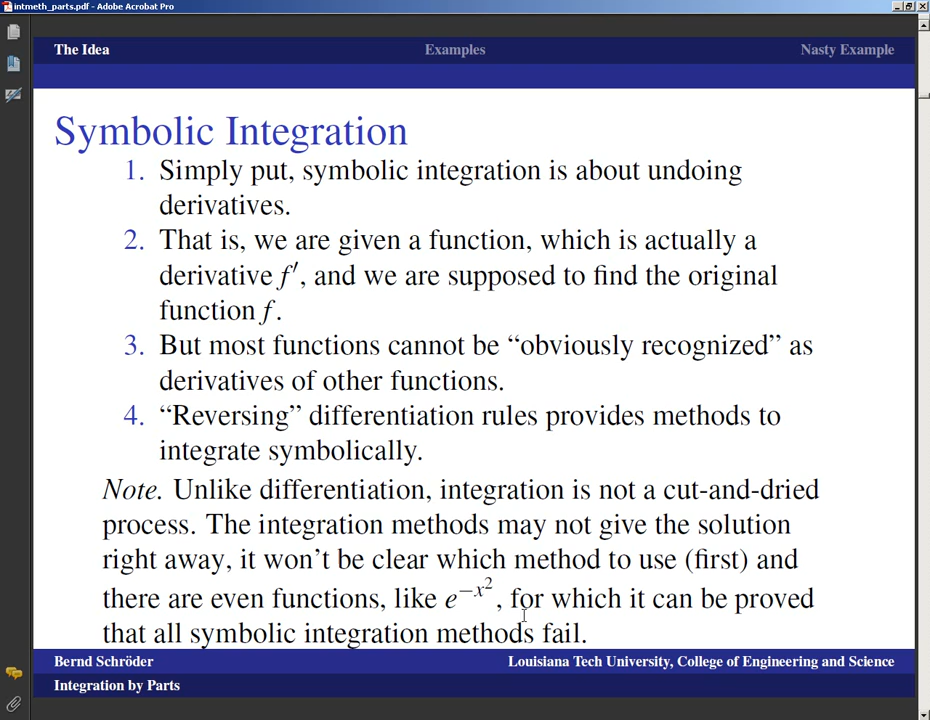 intmeth_parts.pdf - Adobe Acrobat Pro
The Idea Examples Nasty Example
Symbolic Integration
1. Simply put, symbolic integration is about undoing
derivatives.
2. That is, we are given a function, which is actually a
derivative f′, and we are supposed to find the original
function f.
3. But most functions cannot be “obviously recognized” as
derivatives of other functions.
4. “Reversing” differentiation rules provides methods to
integrate symbolically.
Note. Unlike differentiation, integration is not a cut-and-dried
process. The integration methods may not give the solution
right away, it won’t be clear which method to use (first) and
there are even functions, like e^{−x^2}, for which it can be proved
that all symbolic integration methods fail.
Bernd Schröder Louisiana Tech University, College of Engineering and Science
Integration by Parts